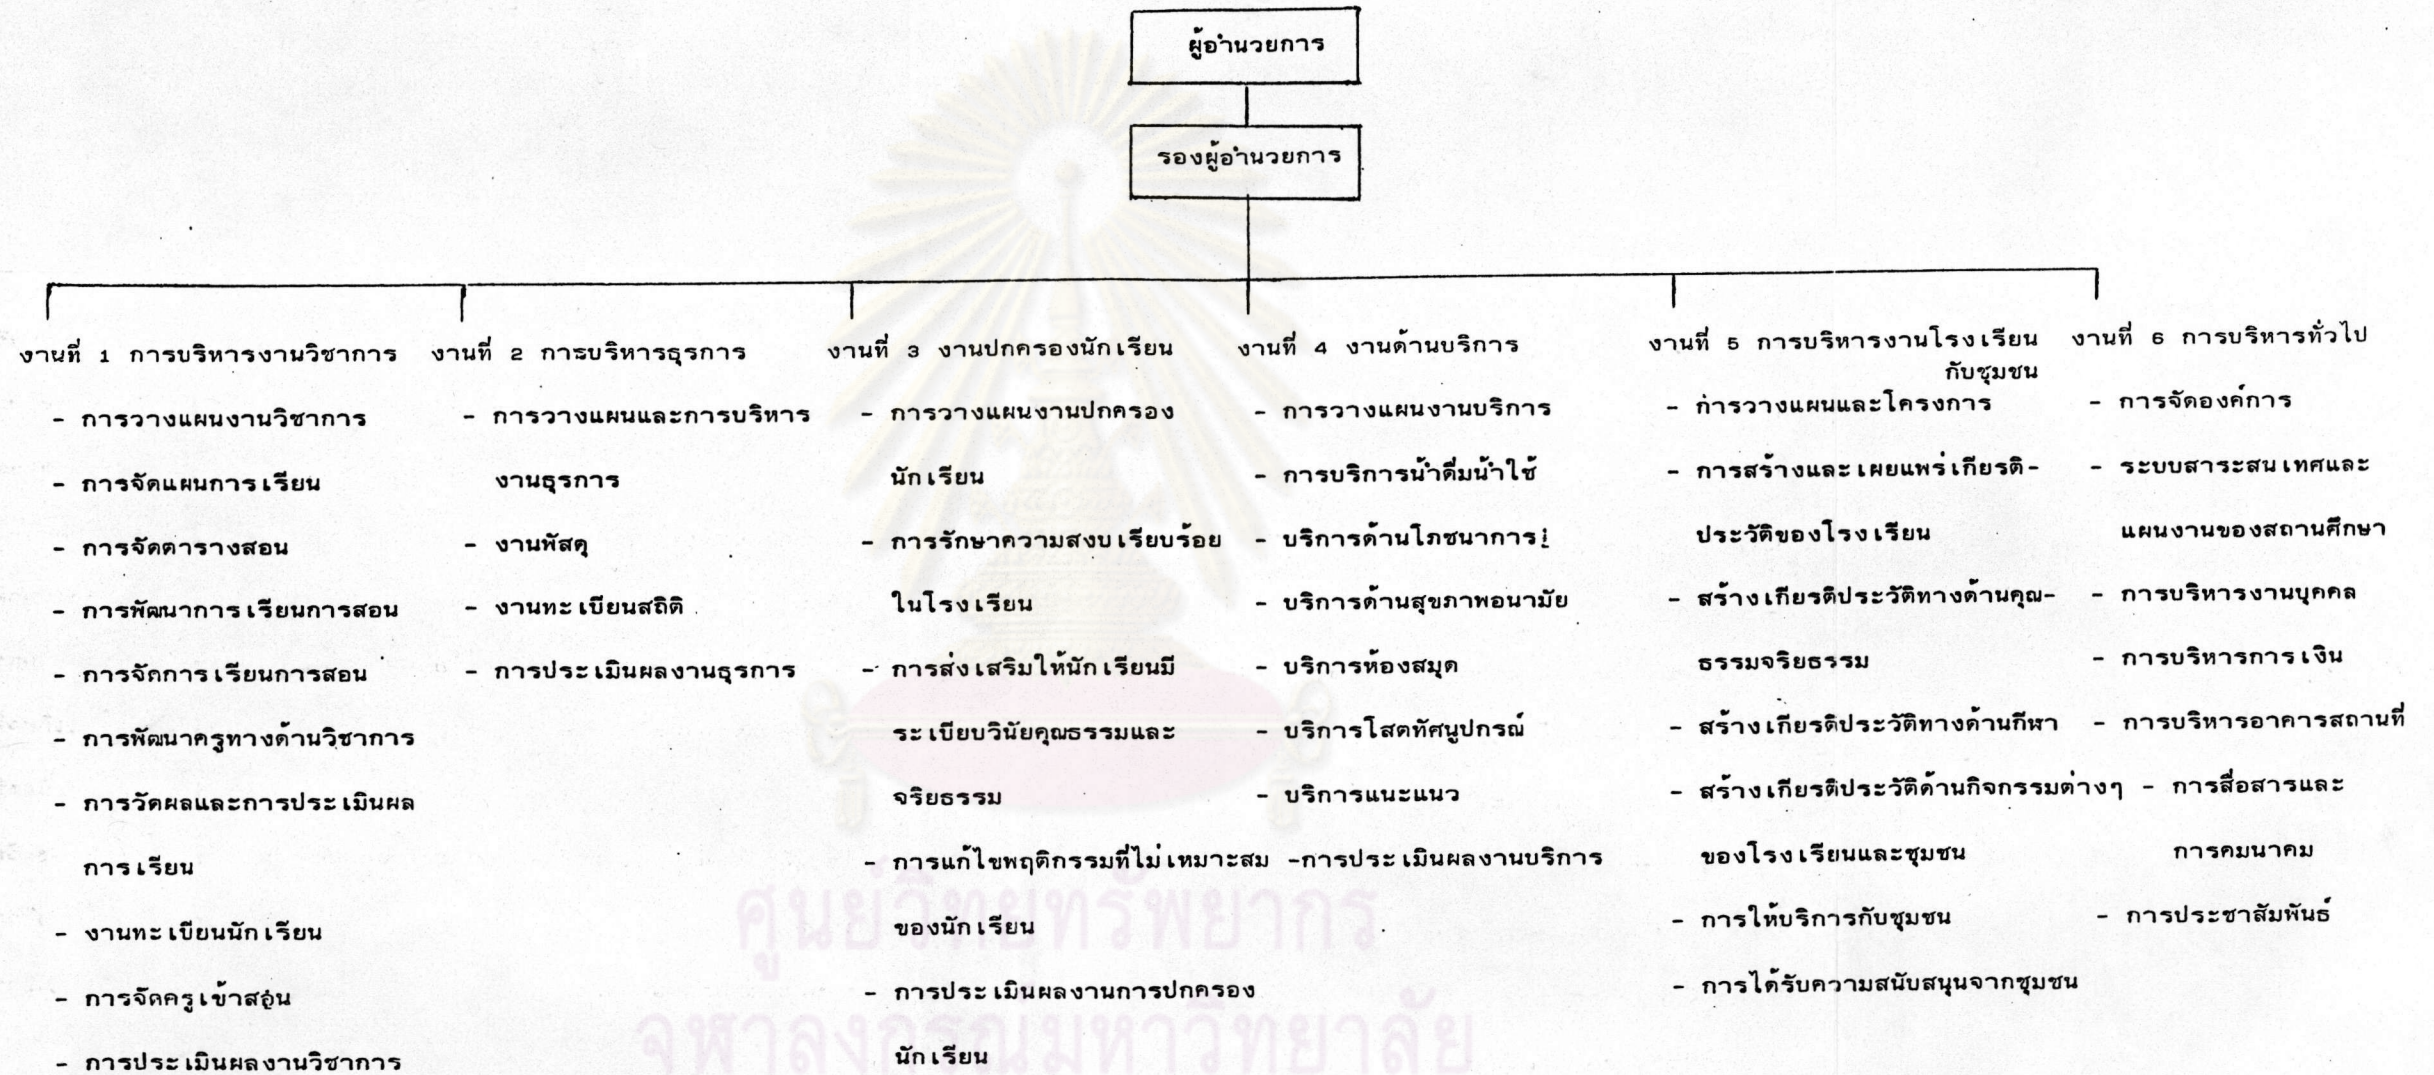 ผู้อำนวยการ
รองผู้อำนวยการ
งานที่ 1 การบริหารงานวิชาการ
- การวางแผนงานวิชาการ
- การจัดแผนการเรียน
- การจัดตารางสอน
- การพัฒนาการเรียนการสอน
- การจัดการเรียนการสอน
- การพัฒนาครูทางด้านวิชาการ
- การวัดผลและการประเมินผล
การเรียน
- งานทะเบียนนักเรียน
- การจัดครูเข้าสอน
- การประเมินผลงานวิชาการ
งานที่ 2 การบริหารธุรการ
- การวางแผนและการบริหาร
งานธุรการ
- งานพัสดุ
- งานทะเบียนสถิติ
- การประเมินผลงานธุรการ
งานที่ 3 งานปกครองนักเรียน
- การวางแผนงานปกครอง
นักเรียน
- การรักษาความสงบเรียบร้อย
ในโรงเรียน
- การส่งเสริมให้นักเรียนมี
ระเบียบวินัยคุณธรรมและ
จริยธรรม
- การแก้ไขพฤติกรรมที่ไม่เหมาะสม
ของนักเรียน
- การประเมินผลงานการปกครอง
นักเรียน
งานที่ 4 งานด้านบริการ
- การวางแผนงานบริการ
- การบริการน้ำดื่มน้ำใช้
- บริการด้านโภชนาการ
- บริการด้านสุขภาพอนามัย
- บริการห้องสมุด
- บริการโสตทัศนูปกรณ์
- บริการแนะแนว
-การประเมินผลงานบริการ
งานที่ 5 การบริหารงานโรงเรียน
กับชุมชน
- การวางแผนและโครงการ
- การสร้างและเผยแพร่เกียรติ-
ประวัติของโรงเรียน
- สร้างเกียรติประวัติทางด้านคุณ-
ธรรมจริยธรรม
- สร้างเกียรติประวัติทางด้านกีฬา
- สร้างเกียรติประวัติด้านกิจกรรมต่างๆ
ของโรงเรียนและชุมชน
- การให้บริการกับชุมชน
- การได้รับความสนับสนุนจากชุมชน
งานที่ 6 การบริหารทั่วไป
- การจัดองค์การ
- ระบบสาระสนเทศและ
แผนงานของสถานศึกษา
- การบริหารงานบุคคล
- การบริหารการเงิน
- การบริหารอาคารสถานที่
- การสื่อสารและ
การคมนาคม
- การประชาสัมพันธ์
ศูนย์วิทยทรัพยากร
จุฬาลงกรณ์มหาวิทยาลัย